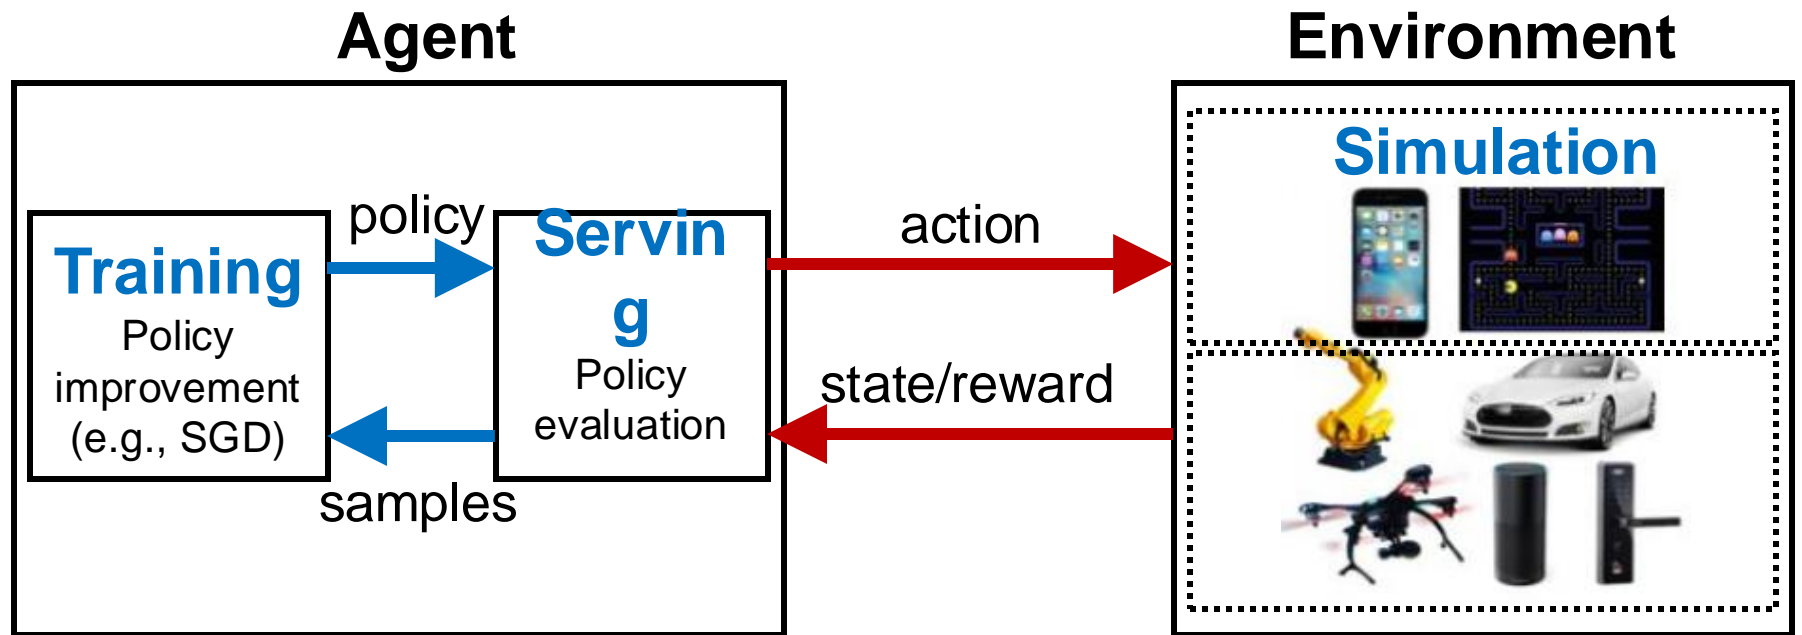 Agent
Environment
Training
Policy
improvement
(e.g., SGD)
policy
samples
Servin
g
Policy
evaluation
action
state/reward
Simulation